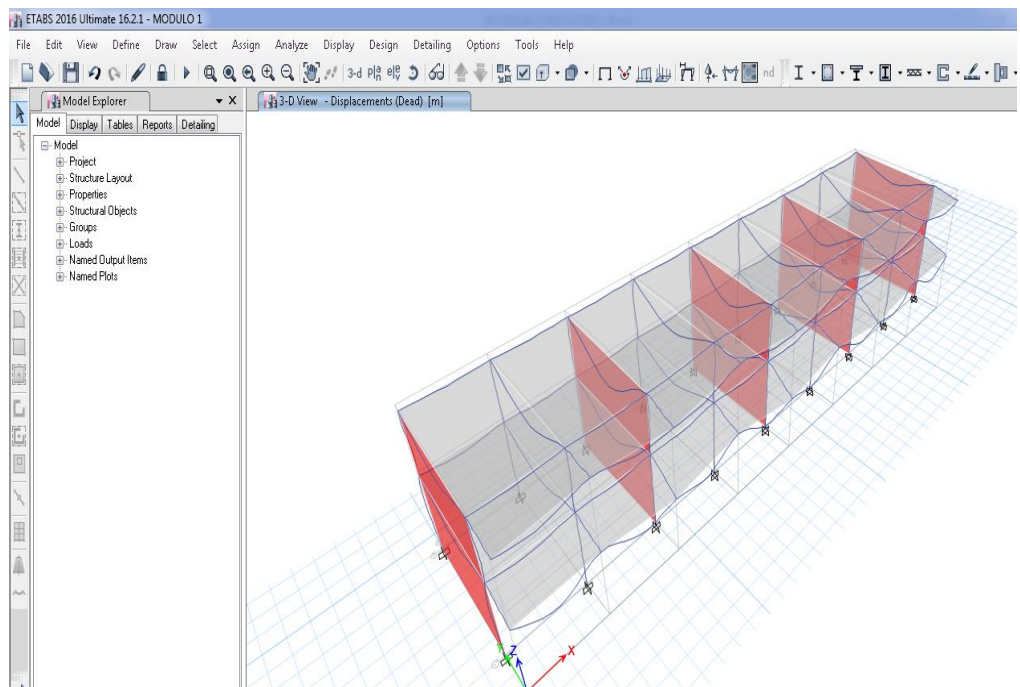 ETABS 2016 Ultimate 16.2.1 - MODULO 1
File Edit View Define Draw Select Assign Analyze Display Design Detailing Options Tools Help
3-d
nd
Model Explorer
3-D View - Displacements (Dead) [m]
Model Display Tables Reports Detailing
Model
Project
Structure Layout
Properties
Structural Objects
Groups
Loads
Named Output Items
Named Plots
Z
X